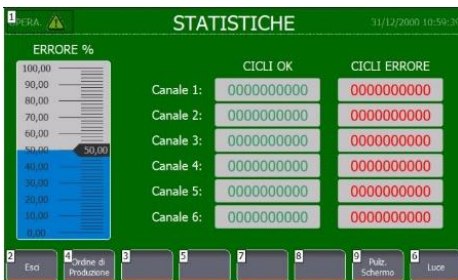 1
OPERA.
STATISTICHE
31/12/2000 10:59:39
ERRORE %
CICLI OK
CICLI ERRORE
100,00
90,00
80,00
70,00
60,00
50,00
50,00
40,00
30,00
20,00
10,00
0,00
Canale 1: 0000000000 0000000000
Canale 2: 0000000000 0000000000
Canale 3: 0000000000 0000000000
Canale 4: 0000000000 0000000000
Canale 5: 0000000000 0000000000
Canale 6: 0000000000 0000000000
2 Esci
4 Ordine di
Produzione
3
5
7
8
9 Puliz.
Schermo
6 Luce